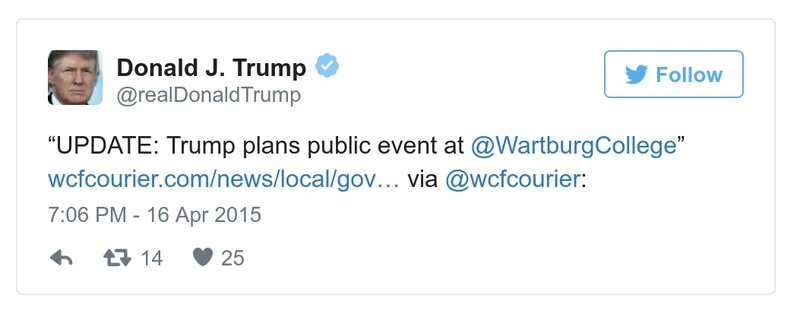 Donald J. Trump
@realDonaldTrump
Follow
“UPDATE: Trump plans public event at @WartburgCollege”
wcfcourier.com/news/local/gov… via @wcfcourier:
7:06 PM - 16 Apr 2015
14 25